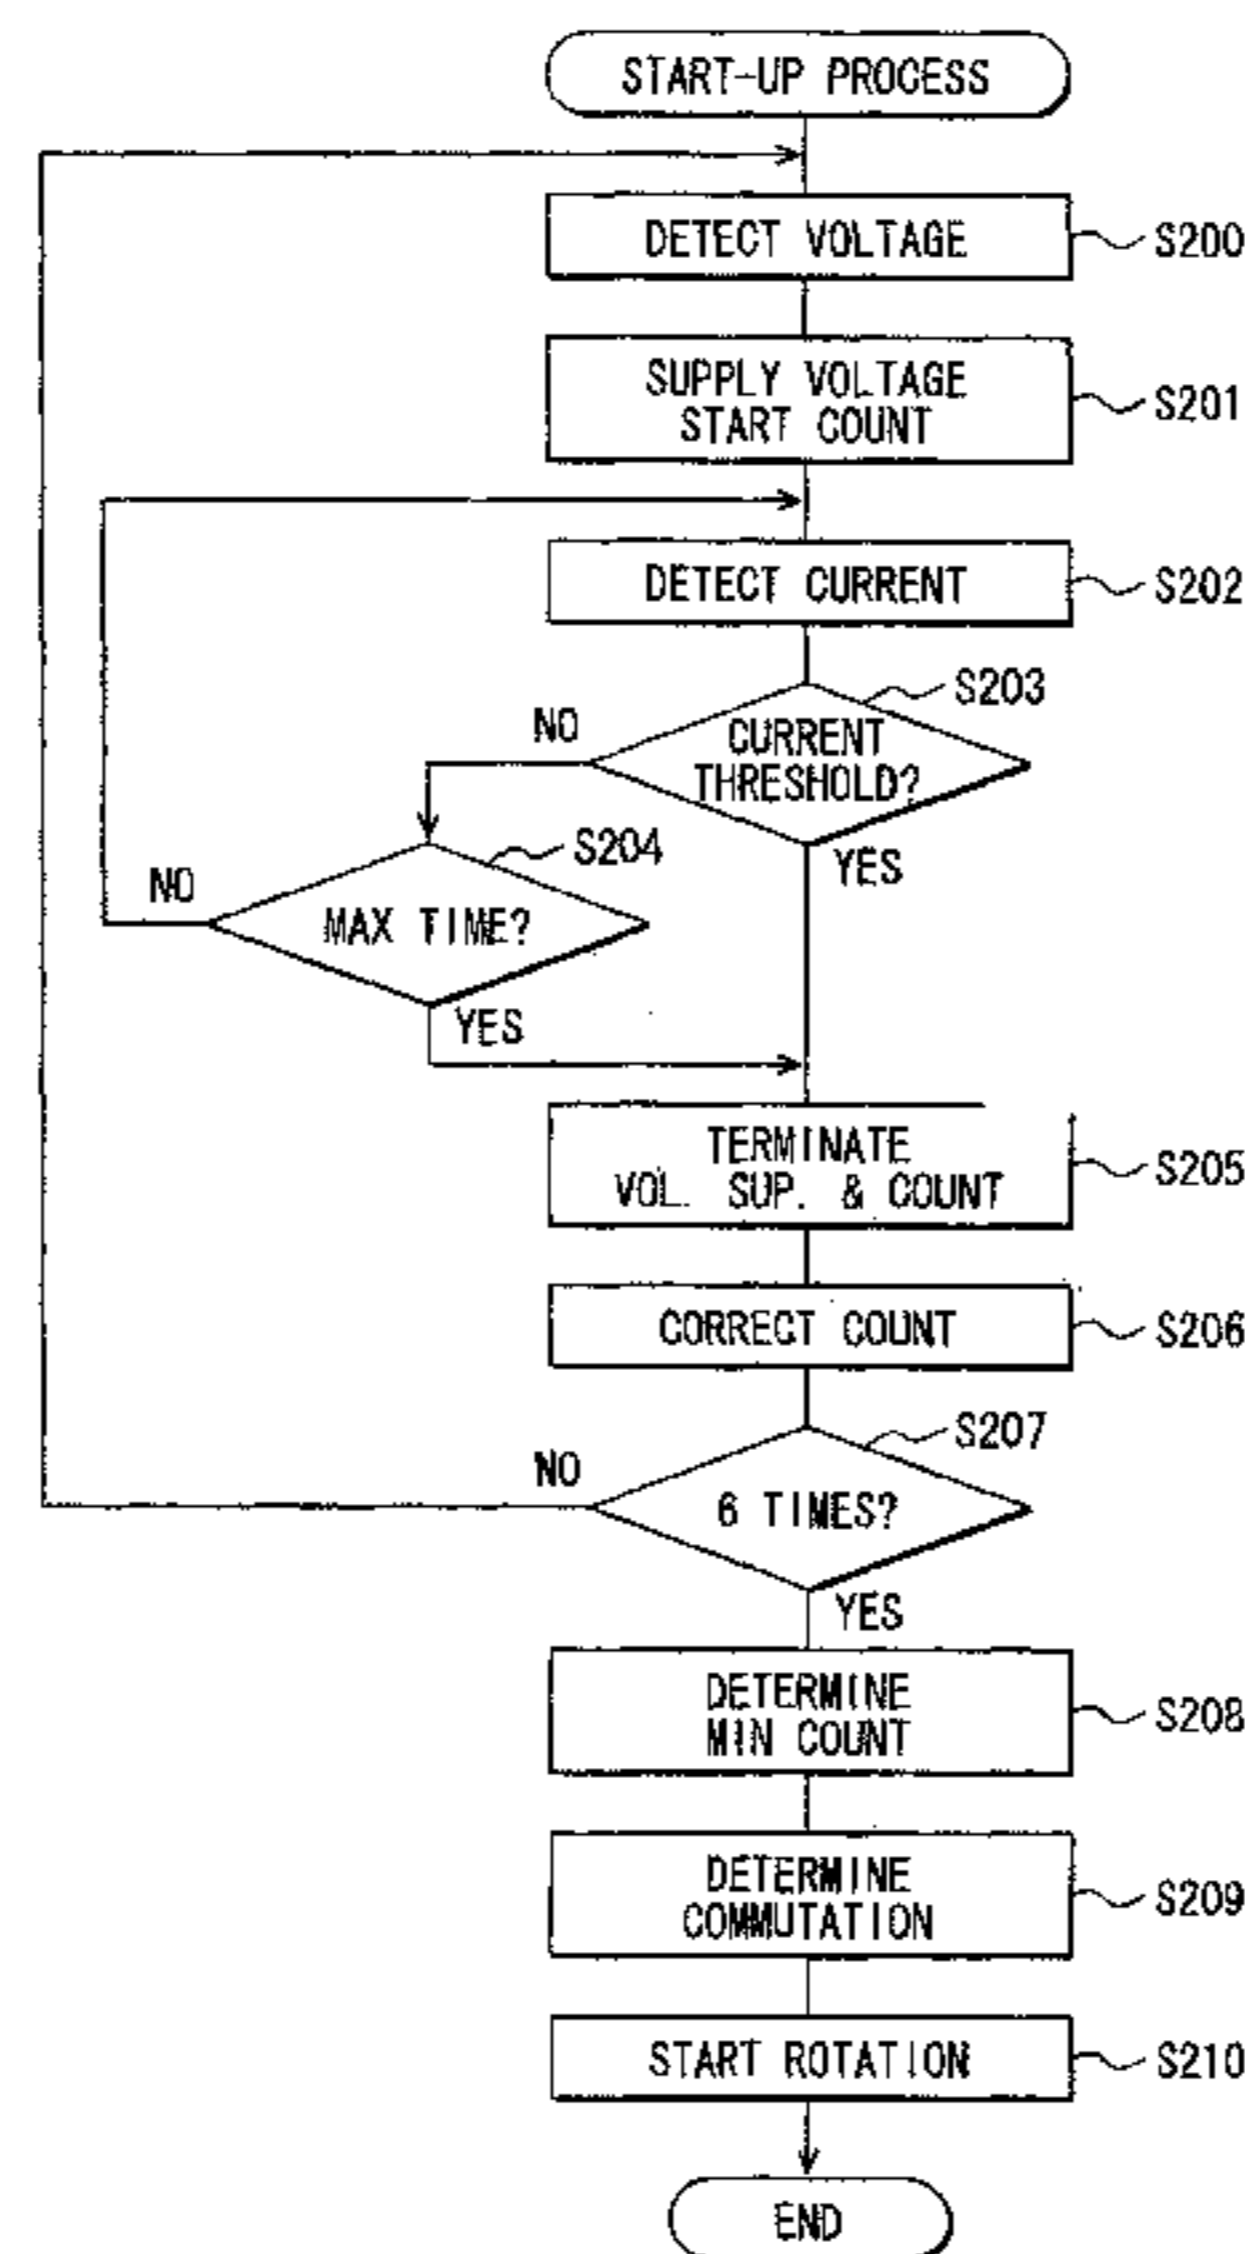 START-UP PROCESS
DETECT VOLTAGE
S200
SUPPLY VOLTAGE
START COUNT
S201
DETECT CURRENT
S202
S203
NO
CURRENT
THRESHOLD?
YES
S204
NO
MAX TIME?
YES
TERMINATE
VOL. SUP. & COUNT
S205
CORRECT COUNT
S206
S207
NO
6 TIMES?
YES
DETERMINE
MIN COUNT
S208
DETERMINE
COMMUTATION
S209
START ROTATION
S210
END